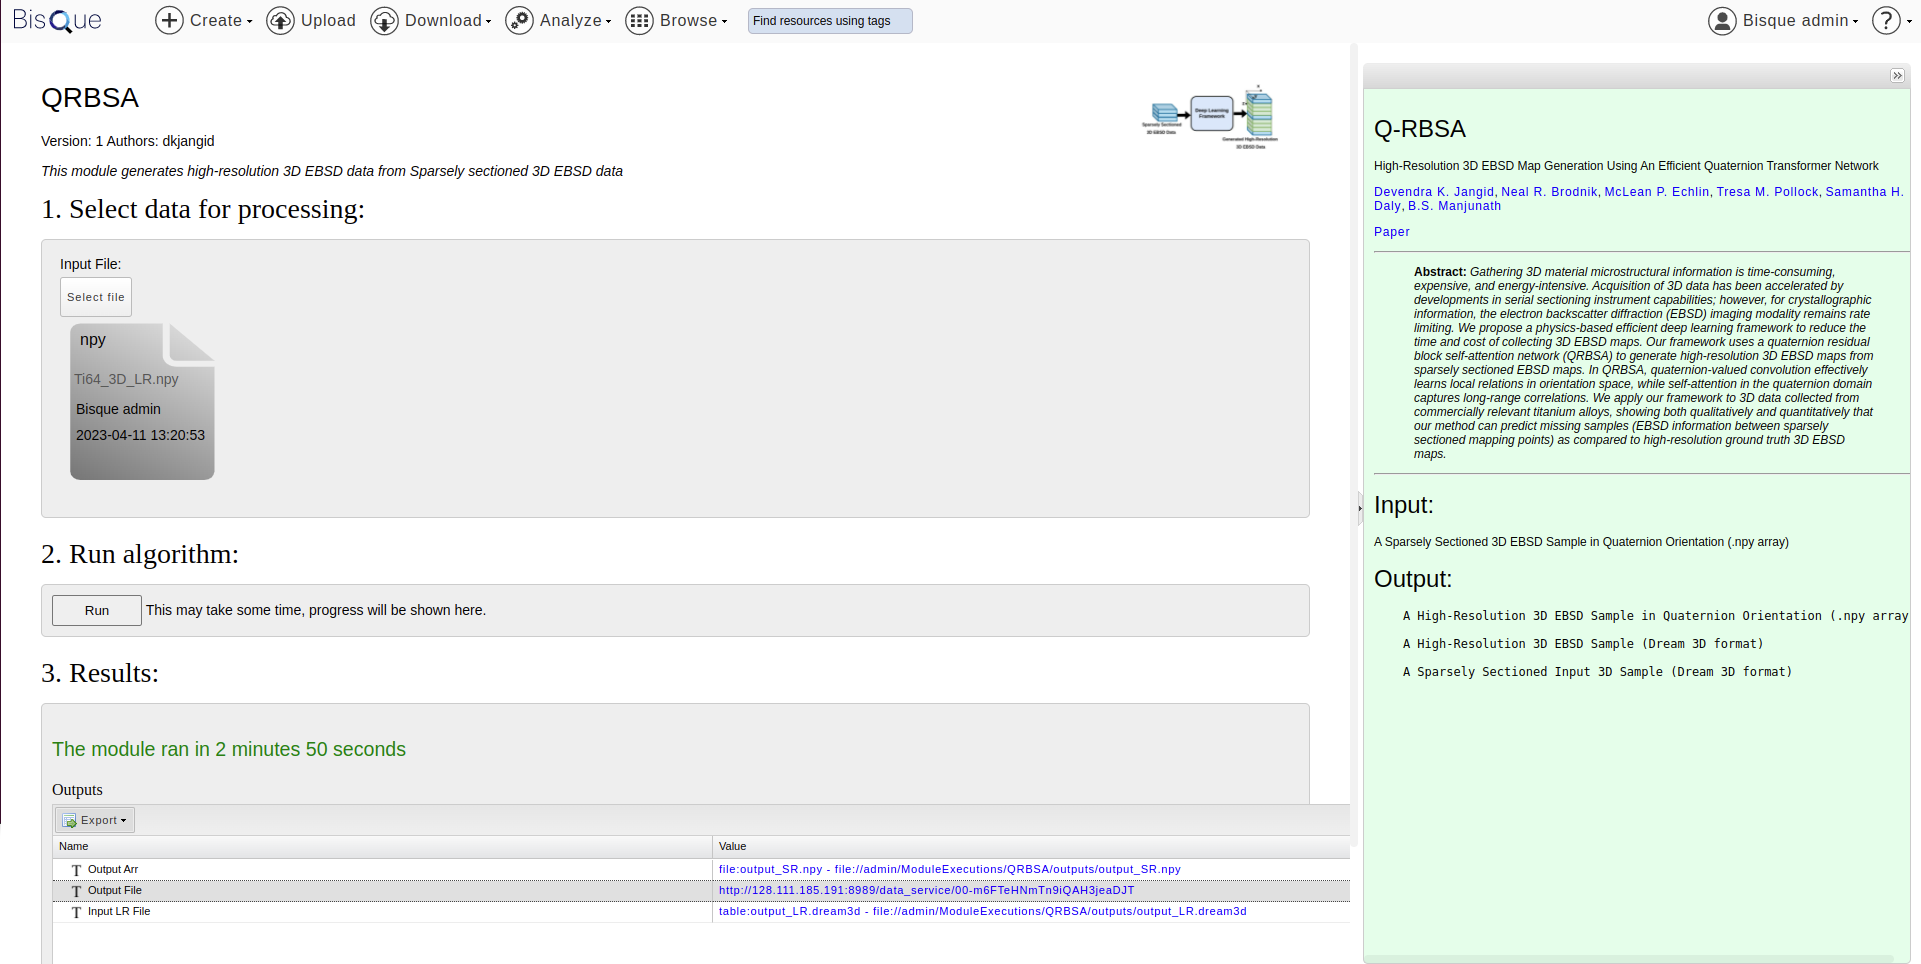 BisQue
Create
Upload
Download
Analyze
Browse
Find resources using tags
Bisque admin
?
QRBSA
Version: 1 Authors: dkjangid
This module generates high-resolution 3D EBSD data from Sparsely sectioned 3D EBSD data
Sparsely Sectioned
3D EBSD Data
Deep Learning
Framework
Generated High-Resolution
3D EBSD Data
1. Select data for processing:
Input File:
Select file
npy
Ti64_3D_LR.npy
Bisque admin
2023-04-11 13:20:53
2. Run algorithm:
Run This may take some time, progress will be shown here.
3. Results:
The module ran in 2 minutes 50 seconds
Outputs
Export
Name Value
T Output Arr file:output_SR.npy - file://admin/ModuleExecutions/QRBSA/outputs/output_SR.npy
T Output File http://128.111.185.191:8989/data_service/00-m6FTeHNmTn9iQAH3jeaDJT
T Input LR File table:output_LR.dream3d - file://admin/ModuleExecutions/QRBSA/outputs/output_LR.dream3d
Q-RBSA
High-Resolution 3D EBSD Map Generation Using An Efficient Quaternion Transformer Network
Devendra K. Jangid, Neal R. Brodnik, McLean P. Echlin, Tresa M. Pollock, Samantha H.
Daly, B.S. Manjunath
Paper
Abstract: Gathering 3D material microstructural information is time-consuming,
expensive, and energy-intensive. Acquisition of 3D data has been accelerated by
developments in serial sectioning instrument capabilities; however, for crystallographic
information, the electron backscatter diffraction (EBSD) imaging modality remains rate
limiting. We propose a physics-based efficient deep learning framework to reduce the
time and cost of collecting 3D EBSD maps. Our framework uses a quaternion residual
block self-attention network (QRBSA) to generate high-resolution 3D EBSD maps from
sparsely sectioned EBSD maps. In QRBSA, quaternion-valued convolution effectively
learns local relations in orientation space, while self-attention in the quaternion domain
captures long-range correlations. We apply our framework to 3D data collected from
commercially relevant titanium alloys, showing both qualitatively and quantitatively that
our method can predict missing samples (EBSD information between sparsely
sectioned mapping points) as compared to high-resolution ground truth 3D EBSD
maps.
Input:
A Sparsely Sectioned 3D EBSD Sample in Quaternion Orientation (.npy array)
Output:
A High-Resolution 3D EBSD Sample in Quaternion Orientation (.npy array
A High-Resolution 3D EBSD Sample (Dream 3D format)
A Sparsely Sectioned Input 3D Sample (Dream 3D format)